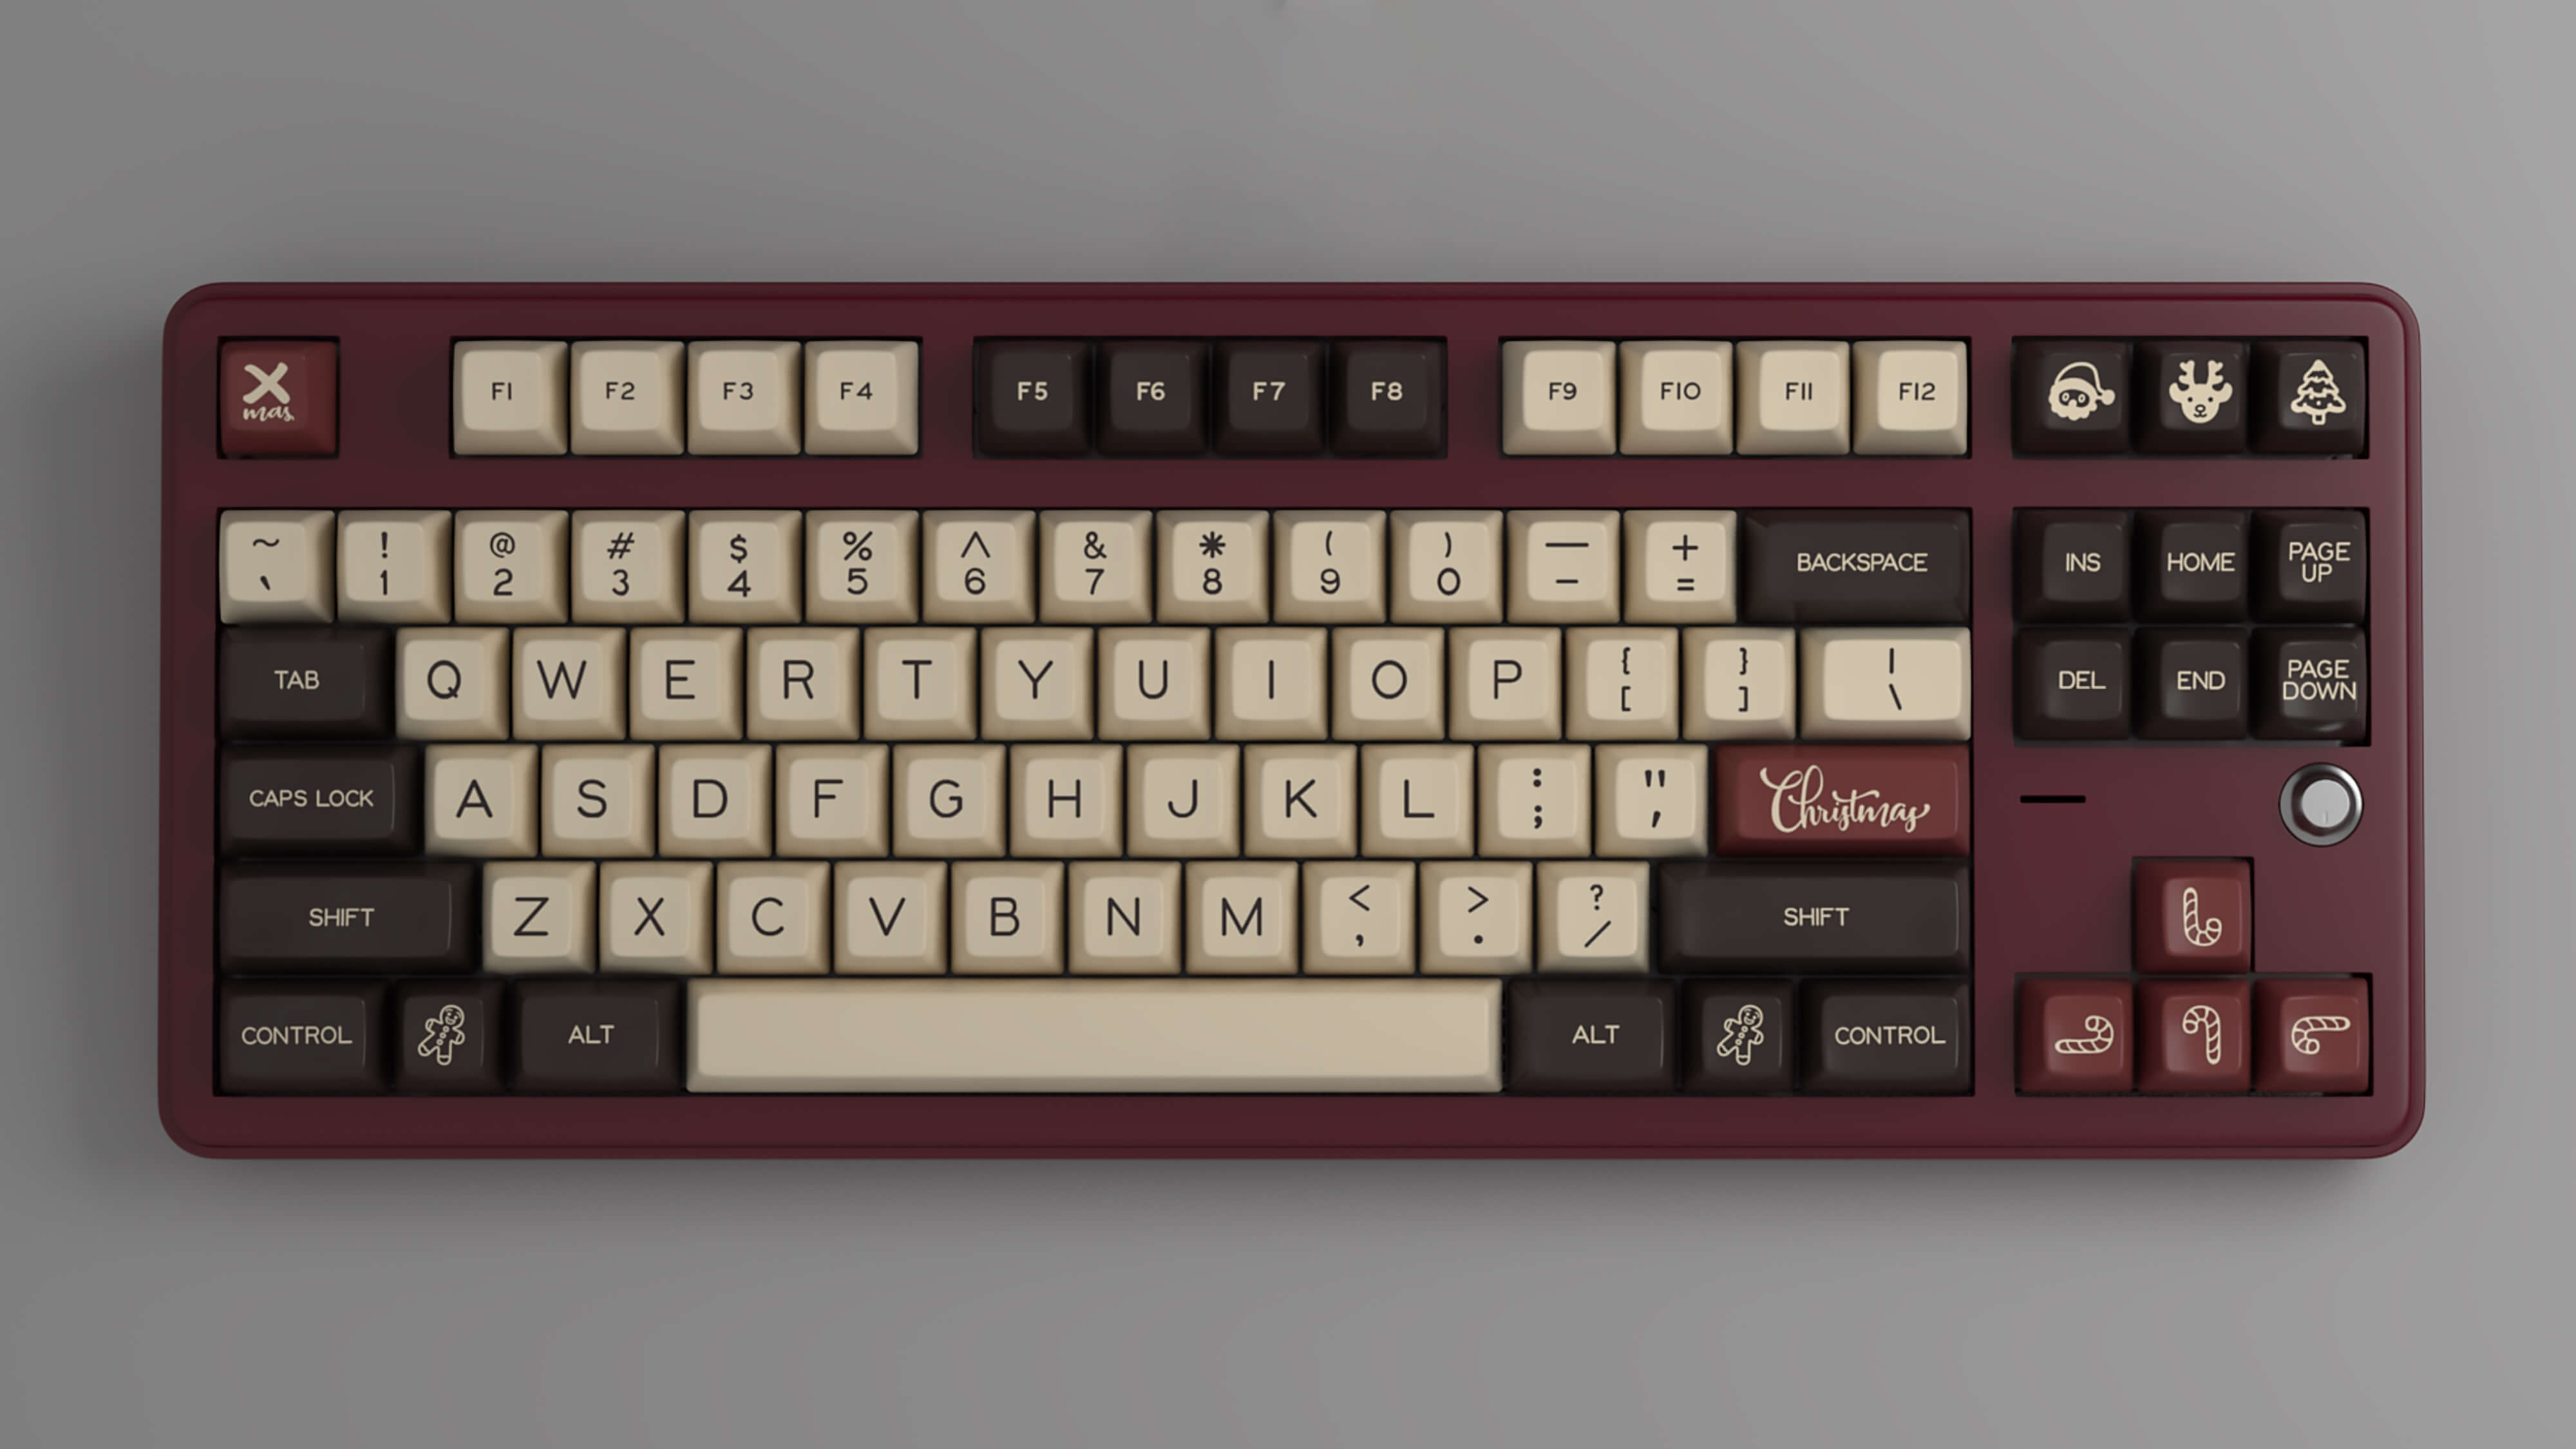 X
mas
F1 F2 F3 F4 F5 F6 F7 F8 F9 F10 F11 F12
~ ! @ # $ % ^ & * ( ) — +
` 1 2 3 4 5 6 7 8 9 0 - = BACKSPACE INS HOME PAGE UP
TAB Q W E R T Y U I O P { [ } ] | \ DEL END PAGE DOWN
CAPS LOCK A S D F G H J K L : ; " ' Christmas
SHIFT Z X C V B N M < , > . ? / SHIFT
CONTROL ALT ALT CONTROL